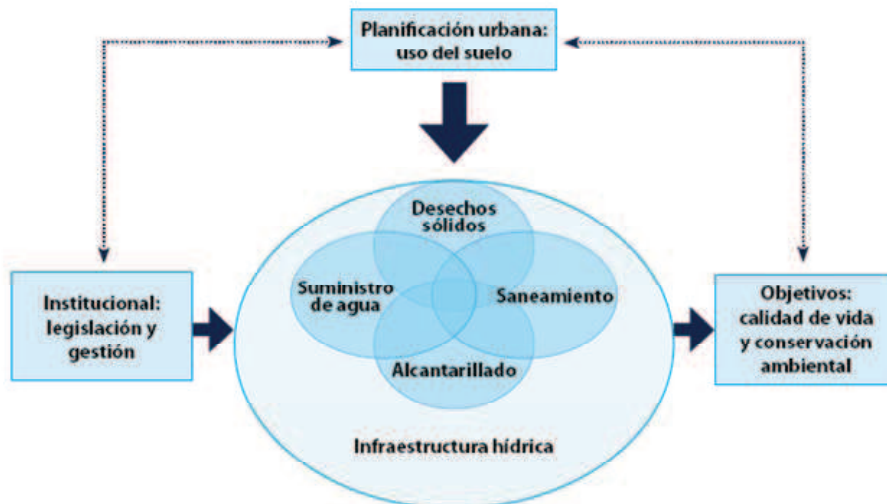 Planificación urbana:
uso del suelo
Desechos
sólidos
Suministro
de agua
Saneamiento
Alcantarillado
Infraestructura hídrica
Institucional:
legislación y
gestión
Objetivos:
calidad de vida
y conservación
ambiental